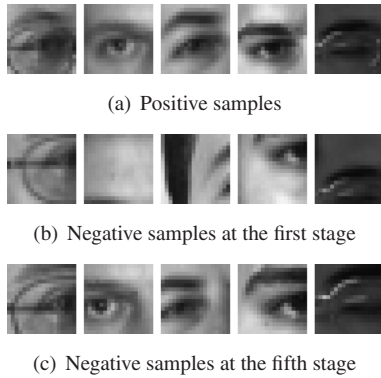 (a) Positive samples
(b) Negative samples at the first stage
(c) Negative samples at the fifth stage